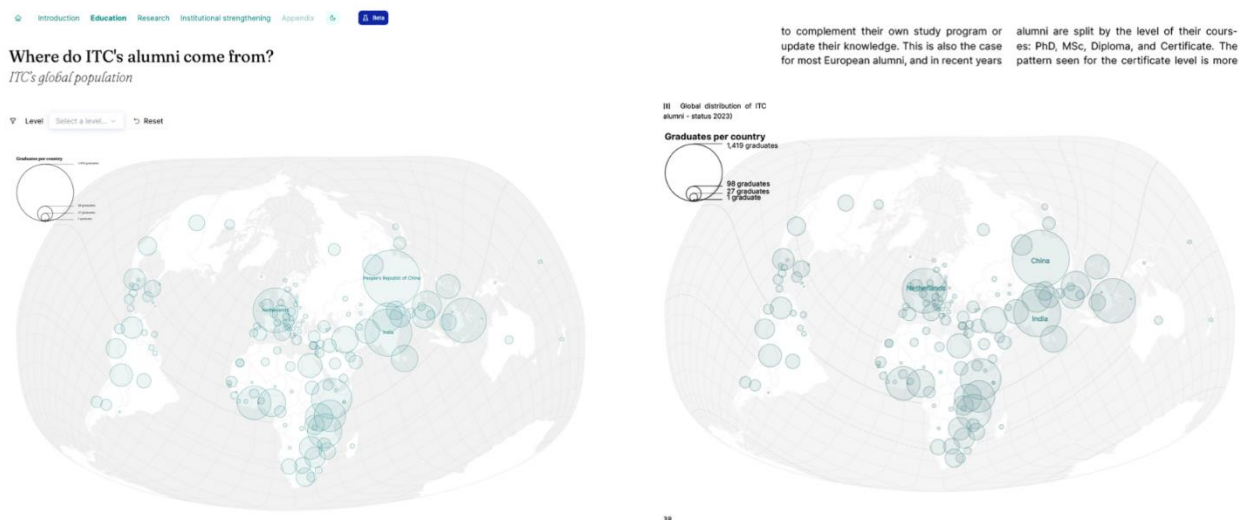 Introduction Education Research Institutional strengthening Appendix Beta
Where do ITC's alumni come from?
ITC's global population
Level Select a level... Reset
Graduates per country
People's Republic of China
Netherlands
India
to complement their own study program or
update their knowledge. This is also the case
for most European alumni, and in recent years
alumni are split by the level of their cours-
es: PhD, MSc, Diploma, and Certificate. The
pattern seen for the certificate level is more
Global distribution of ITC
alumni - status 2023)
Graduates per country
1,419 graduates
98 graduates
27 graduates
1 graduate
China
Netherlands
India